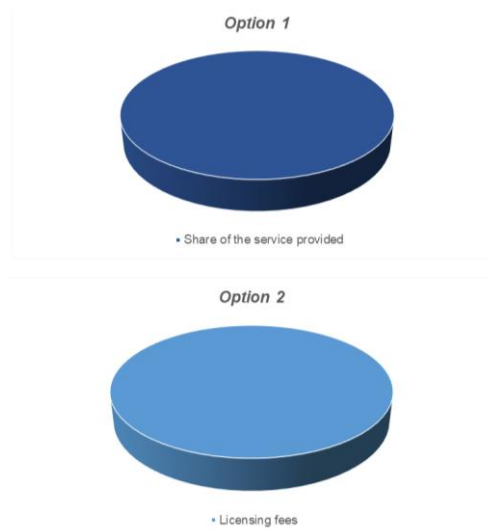 Option 1
▪ Share of the service provided
Option 2
▪ Licensing fees